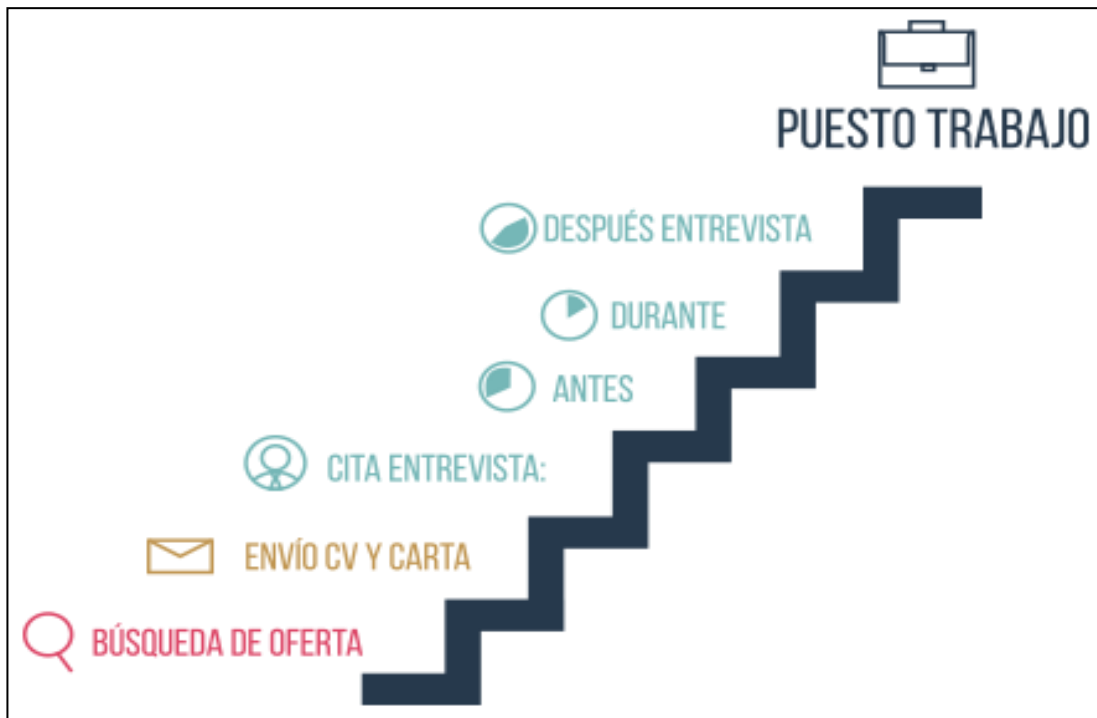 PUESTO TRABAJO
DESPUÉS ENTREVISTA
DURANTE
ANTES
CITA ENTREVISTA:
ENVÍO CV Y CARTA
BÚSQUEDA DE OFERTA